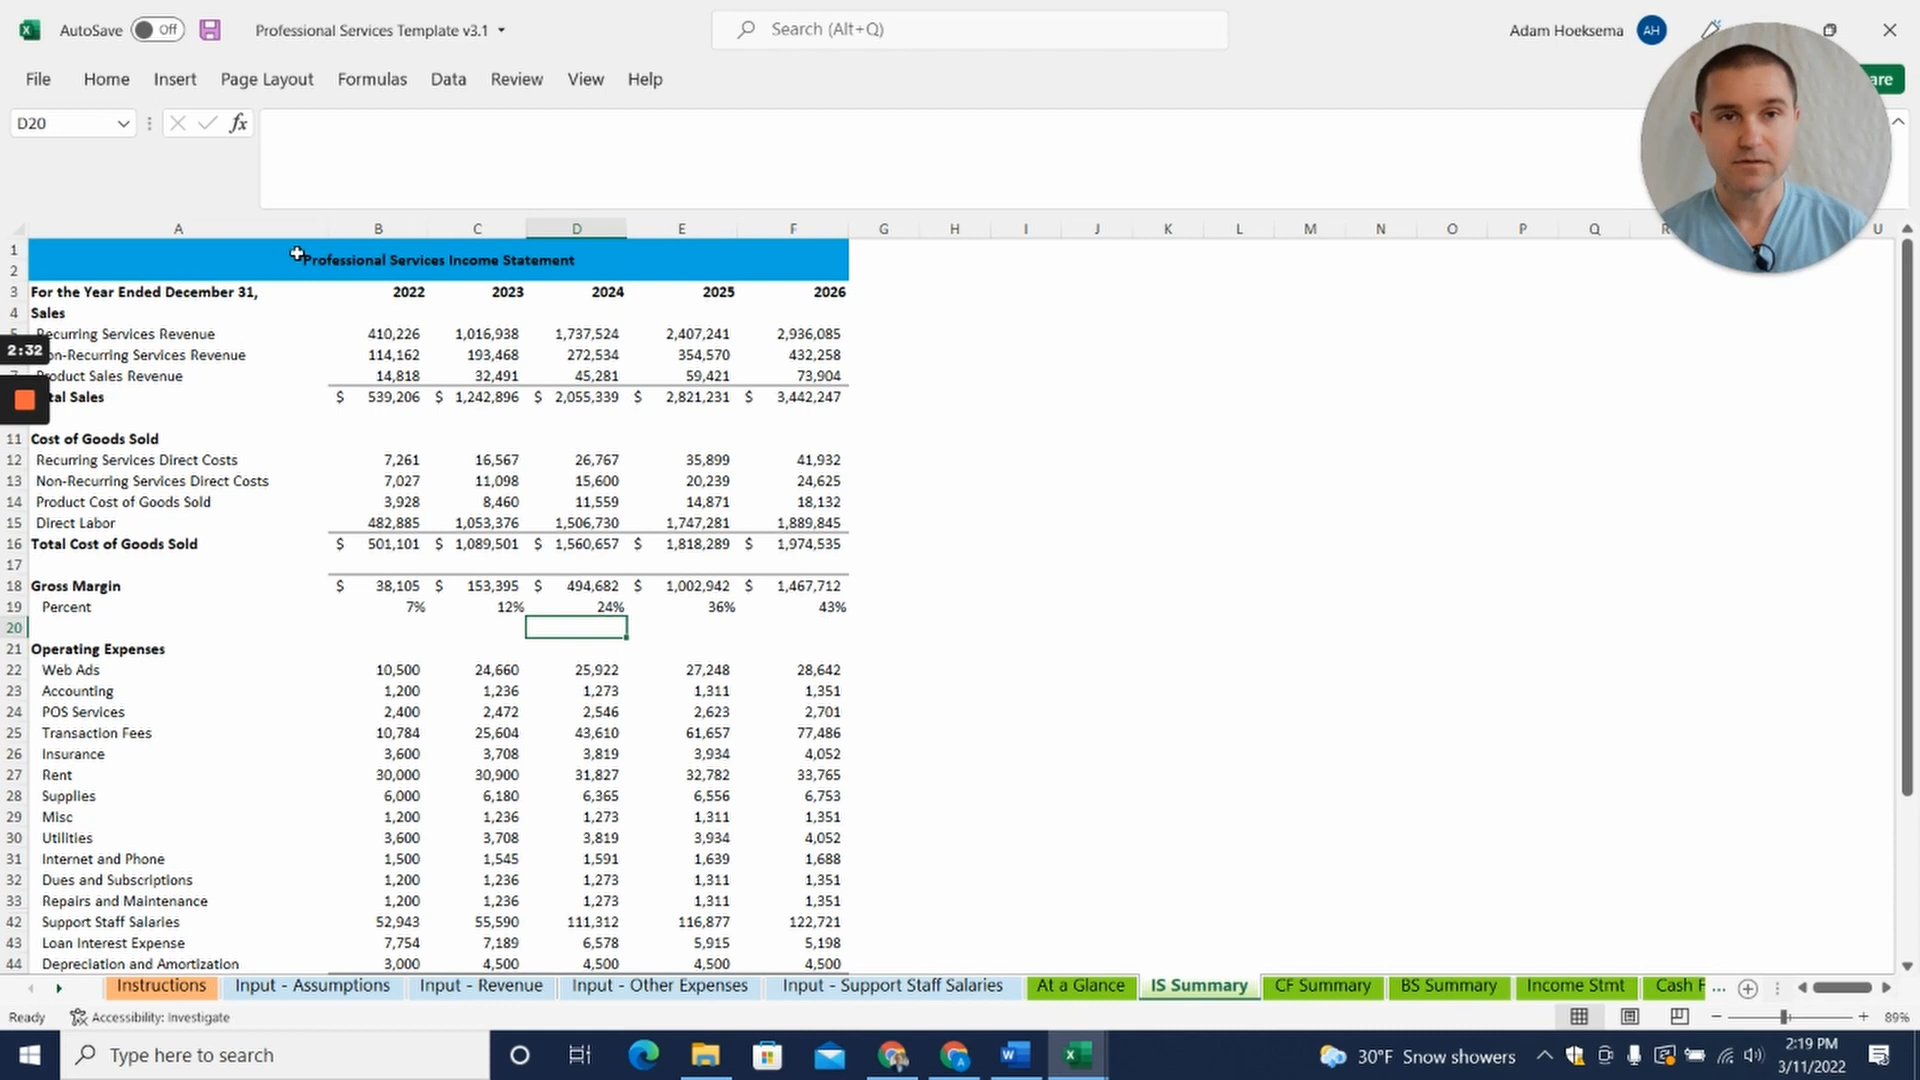 AutoSave Off Professional Services Template v3.1 Search (Alt+Q) Adam Hoeksema AH
File Home Insert Page Layout Formulas Data Review View Help are
D20 fx
A B C D E F G H I J K L M N O P Q R U
1 Professional Services Income Statement
2
3 For the Year Ended December 31, 2022 2023 2024 2025 2026
4 Sales
5 Recurring Services Revenue 410,226 1,016,938 1,737,524 2,407,241 2,936,085
2:32 on-Recurring Services Revenue 114,162 193,468 272,534 354,570 432,258
7 Product Sales Revenue 14,818 32,491 45,281 59,421 73,904
tal Sales $ 539,206 $ 1,242,896 $ 2,055,339 $ 2,821,231 $ 3,442,247
11 Cost of Goods Sold
12 Recurring Services Direct Costs 7,261 16,567 26,767 35,899 41,932
13 Non-Recurring Services Direct Costs 7,027 11,098 15,600 20,239 24,625
14 Product Cost of Goods Sold 3,928 8,460 11,559 14,871 18,132
15 Direct Labor 482,885 1,053,376 1,506,730 1,747,281 1,889,845
16 Total Cost of Goods Sold $ 501,101 $ 1,089,501 $ 1,560,657 $ 1,818,289 $ 1,974,535
17
18 Gross Margin $ 38,105 $ 153,395 $ 494,682 $ 1,002,942 $ 1,467,712
19 Percent 7% 12% 24% 36% 43%
20
21 Operating Expenses
22 Web Ads 10,500 24,660 25,922 27,248 28,642
23 Accounting 1,200 1,236 1,273 1,311 1,351
24 POS Services 2,400 2,472 2,546 2,623 2,701
25 Transaction Fees 10,784 25,604 43,610 61,657 77,486
26 Insurance 3,600 3,708 3,819 3,934 4,052
27 Rent 30,000 30,900 31,827 32,782 33,765
28 Supplies 6,000 6,180 6,365 6,556 6,753
29 Misc 1,200 1,236 1,273 1,311 1,351
30 Utilities 3,600 3,708 3,819 3,934 4,052
31 Internet and Phone 1,500 1,545 1,591 1,639 1,688
32 Dues and Subscriptions 1,200 1,236 1,273 1,311 1,351
33 Repairs and Maintenance 1,200 1,236 1,273 1,311 1,351
42 Support Staff Salaries 52,943 55,590 111,312 116,877 122,721
43 Loan Interest Expense 7,754 7,189 6,578 5,915 5,198
44 Depreciation and Amortization 3,000 4,500 4,500 4,500 4,500
Instructions Input - Assumptions Input - Revenue Input - Other Expenses Input - Support Staff Salaries At a Glance IS Summary CF Summary BS Summary Income Stmt Cash F ...
Ready Accessibility: Investigate 89%
Type here to search 30°F Snow showers 2:19 PM
3/11/2022